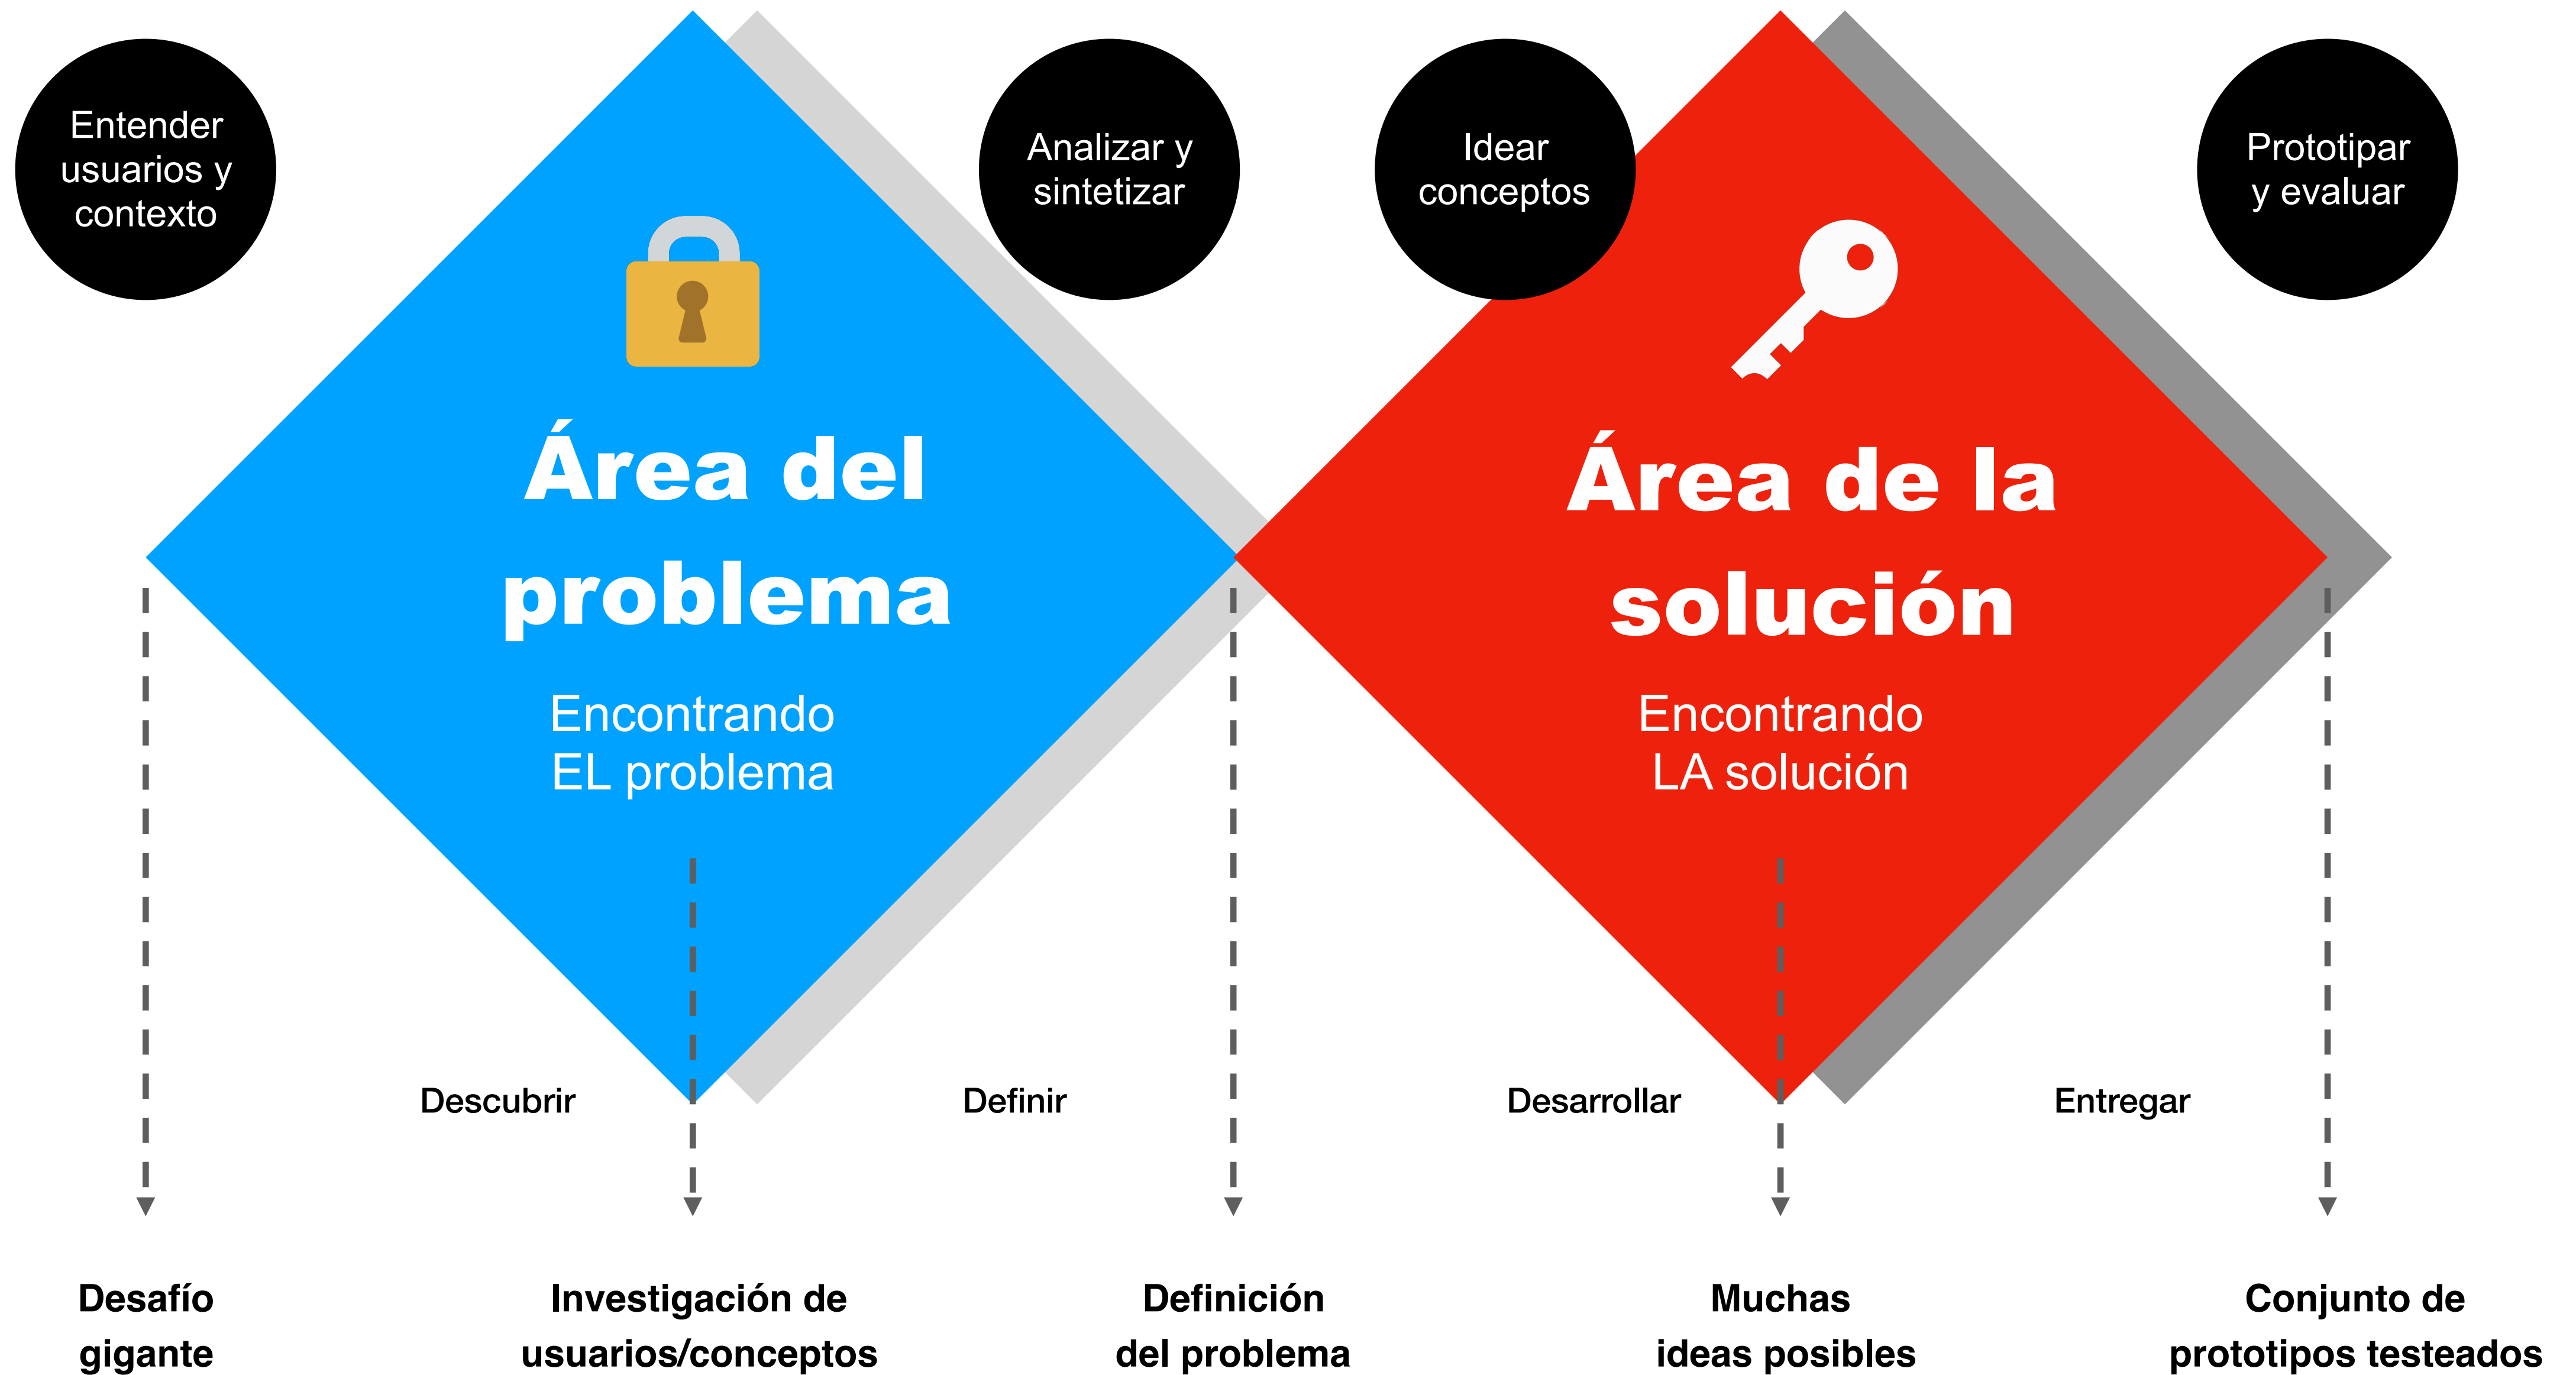 Entender
usuarios y
contexto
Analizar y
sintetizar
Idear
conceptos
Prototipar
y evaluar
Área del
problema
Encontrando
EL problema
Área de la
solución
Encontrando
LA solución
Descubrir
Definir
Desarrollar
Entregar
Desafío
gigante
Investigación de
usuarios/conceptos
Definición
del problema
Muchas
ideas posibles
Conjunto de
prototipos testeados